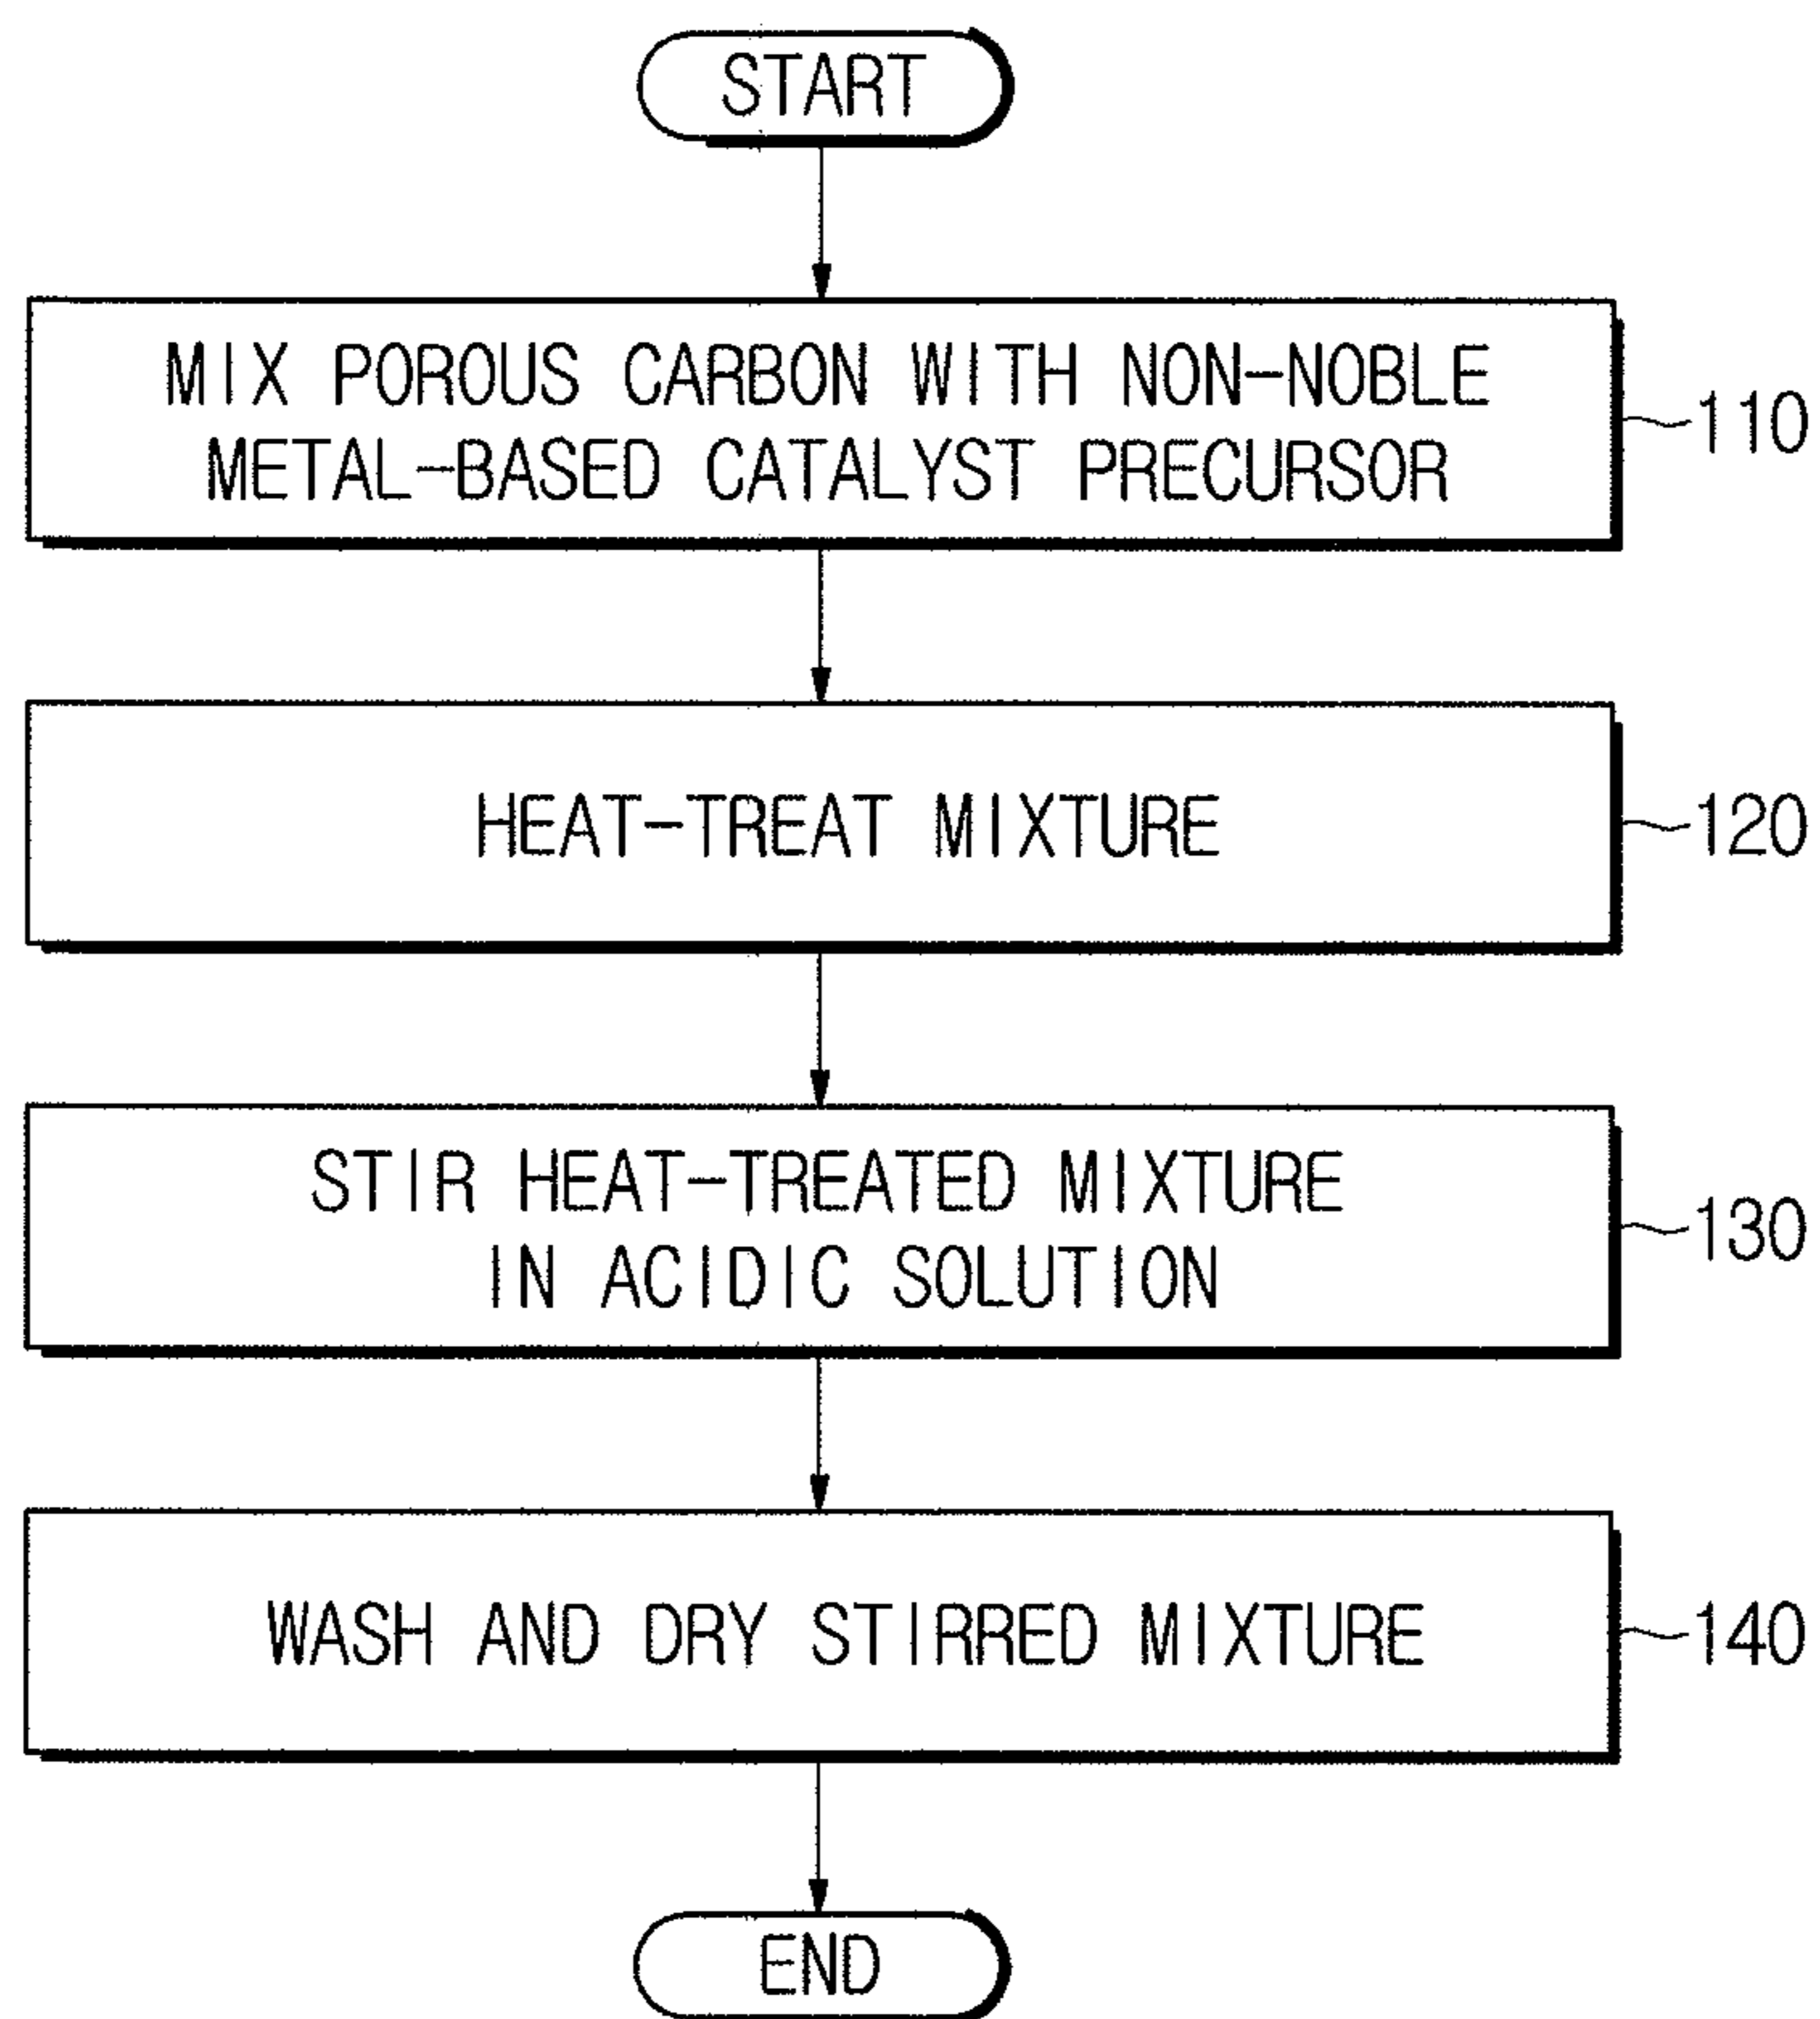 START
MIX POROUS CARBON WITH NON-NOBLE
METAL-BASED CATALYST PRECURSOR
110
HEAT-TREAT MIXTURE
120
STIR HEAT-TREATED MIXTURE
IN ACIDIC SOLUTION
130
WASH AND DRY STIRRED MIXTURE
140
END